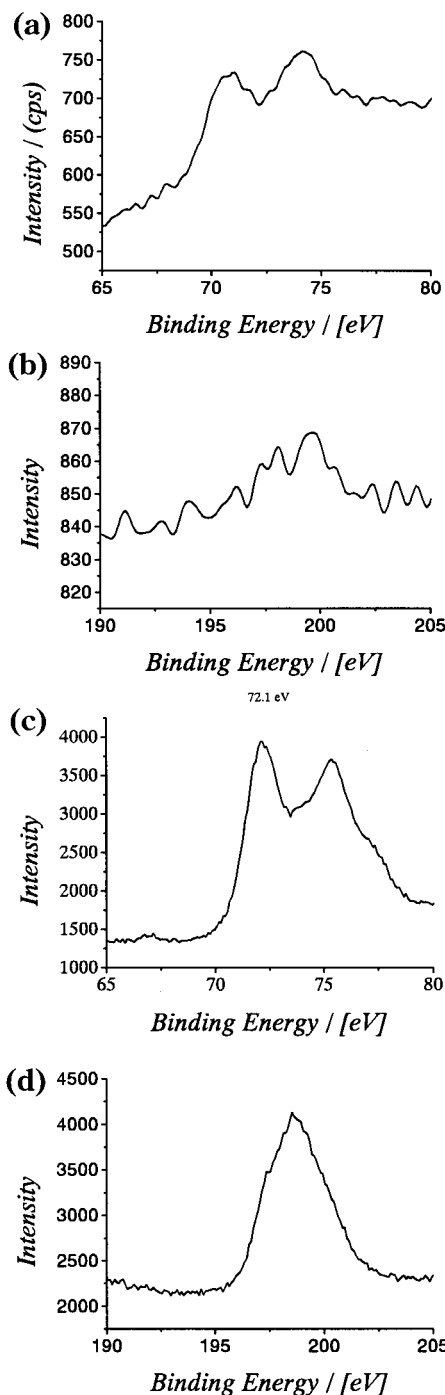 (a)
800
750
700
650
600
550
500
Intensity / (cps)
65 70 75 80
Binding Energy / [eV]
(b)
890
880
870
860
850
840
830
820
Intensity
190 195 200 205
Binding Energy / [eV]
72.1 eV
(c)
4000
3500
3000
2500
2000
1500
1000
Intensity
65 70 75 80
Binding Energy / [eV]
(d)
4500
4000
3500
3000
2500
2000
Intensity
190 195 200 205
Binding Energy / [eV]